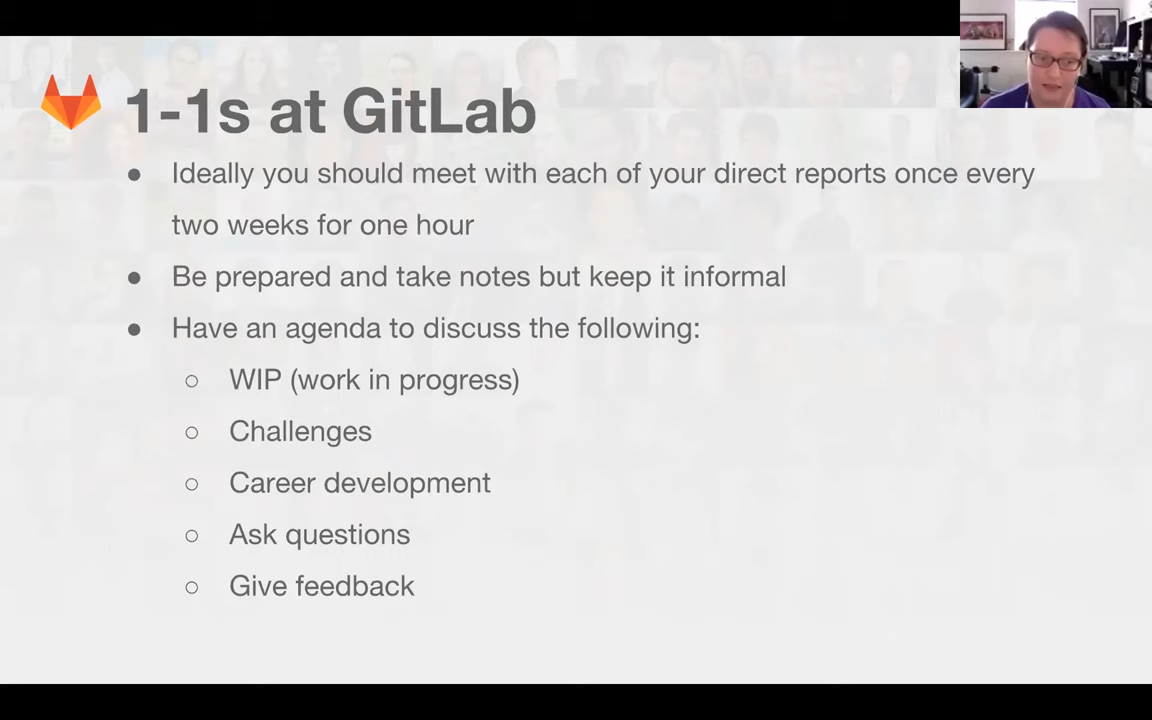 1-1s at GitLab
● Ideally you should meet with each of your direct reports once every
two weeks for one hour
● Be prepared and take notes but keep it informal
● Have an agenda to discuss the following:
○ WIP (work in progress)
○ Challenges
○ Career development
○ Ask questions
○ Give feedback